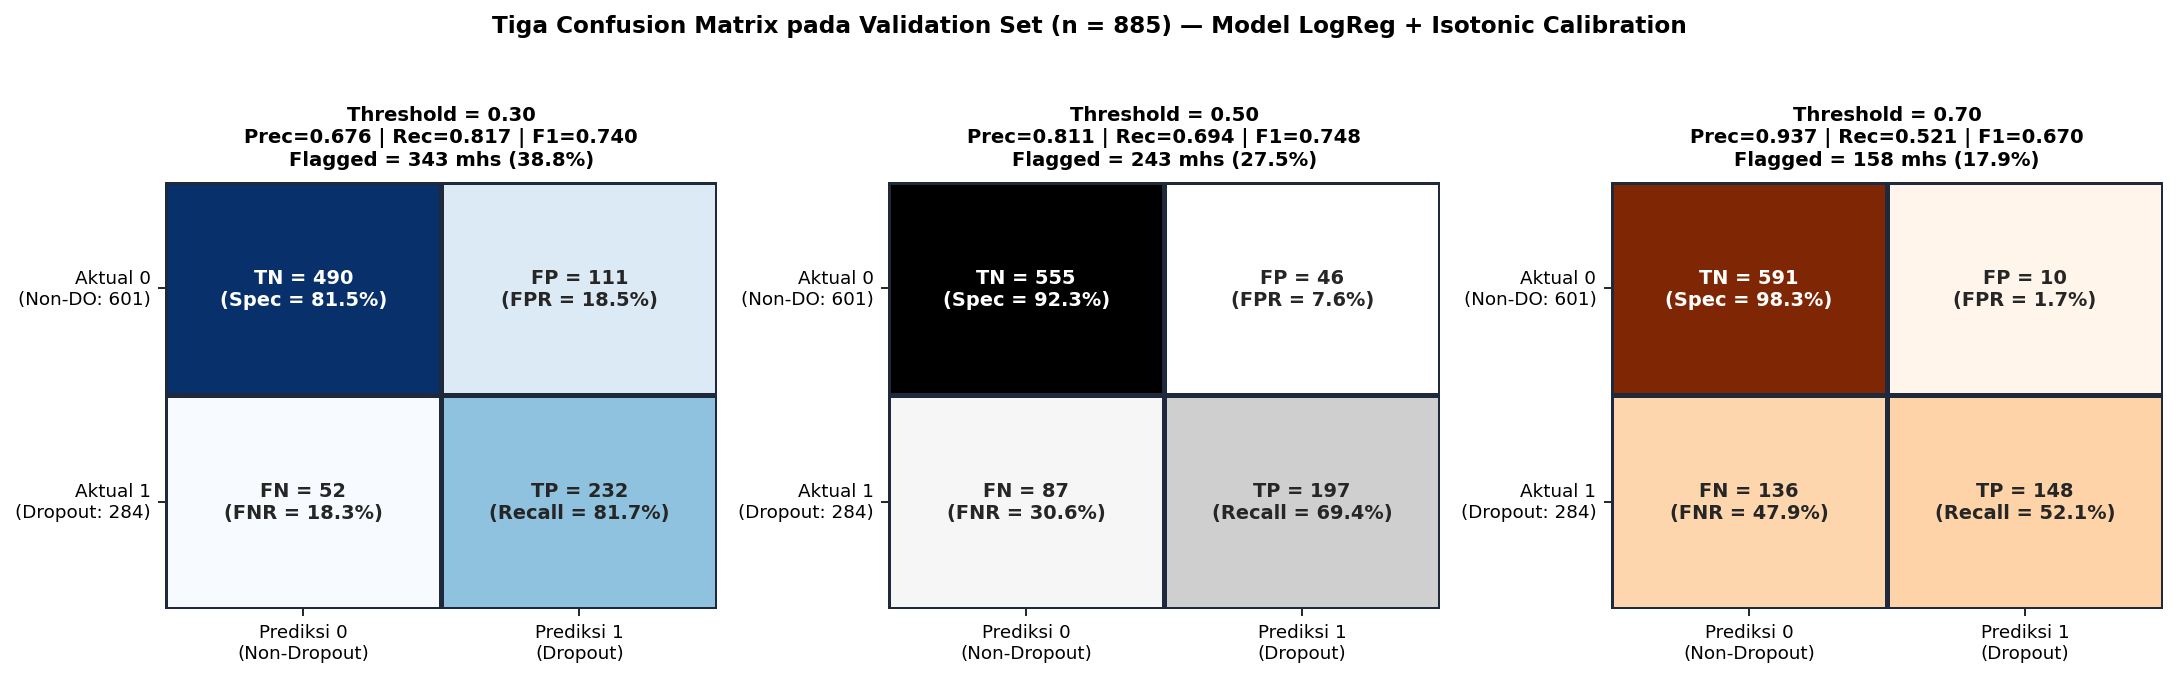 Tiga Confusion Matrix pada Validation Set (n = 885) — Model LogReg + Isotonic Calibration
Threshold = 0.30
Prec=0.676 | Rec=0.817 | F1=0.740
Flagged = 343 mhs (38.8%)
Aktual 0
(Non-DO: 601)
TN = 490
(Spec = 81.5%)
FP = 111
(FPR = 18.5%)
Aktual 1
(Dropout: 284)
FN = 52
(FNR = 18.3%)
TP = 232
(Recall = 81.7%)
Prediksi 0
(Non-Dropout)
Prediksi 1
(Dropout)
Threshold = 0.50
Prec=0.811 | Rec=0.694 | F1=0.748
Flagged = 243 mhs (27.5%)
Aktual 0
(Non-DO: 601)
TN = 555
(Spec = 92.3%)
FP = 46
(FPR = 7.6%)
Aktual 1
(Dropout: 284)
FN = 87
(FNR = 30.6%)
TP = 197
(Recall = 69.4%)
Prediksi 0
(Non-Dropout)
Prediksi 1
(Dropout)
Threshold = 0.70
Prec=0.937 | Rec=0.521 | F1=0.670
Flagged = 158 mhs (17.9%)
Aktual 0
(Non-DO: 601)
TN = 591
(Spec = 98.3%)
FP = 10
(FPR = 1.7%)
Aktual 1
(Dropout: 284)
FN = 136
(FNR = 47.9%)
TP = 148
(Recall = 52.1%)
Prediksi 0
(Non-Dropout)
Prediksi 1
(Dropout)